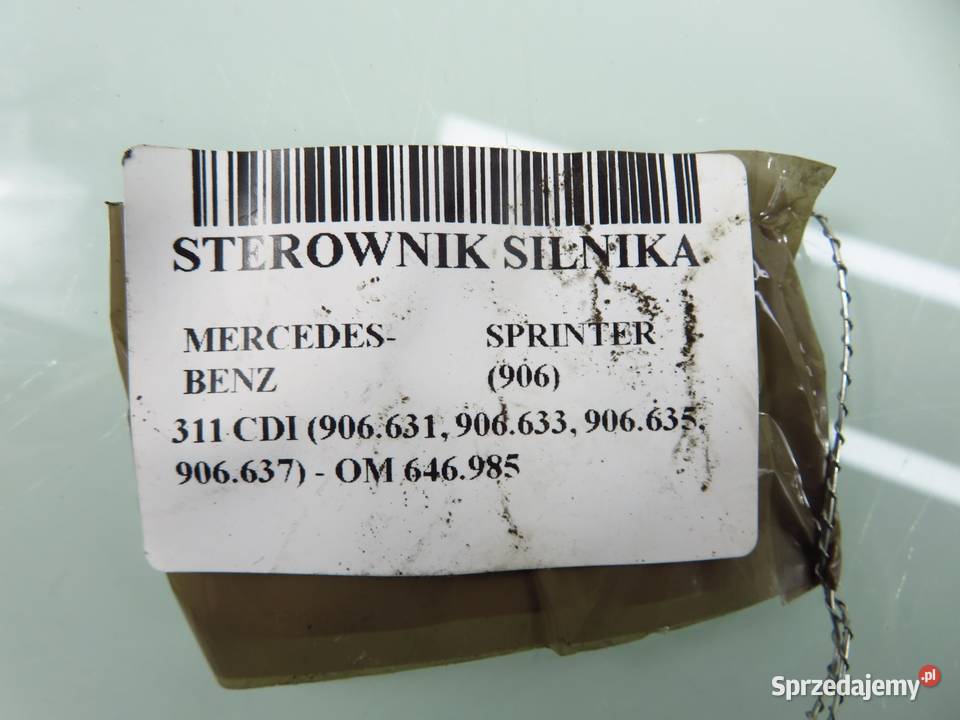 STEROWNIK SILNIKA
MERCEDES-BENZ SPRINTER (906)
311 CDI (906.631, 906.633, 906.635,
906.637) - OM 646.985
Sprzedajemy.pl